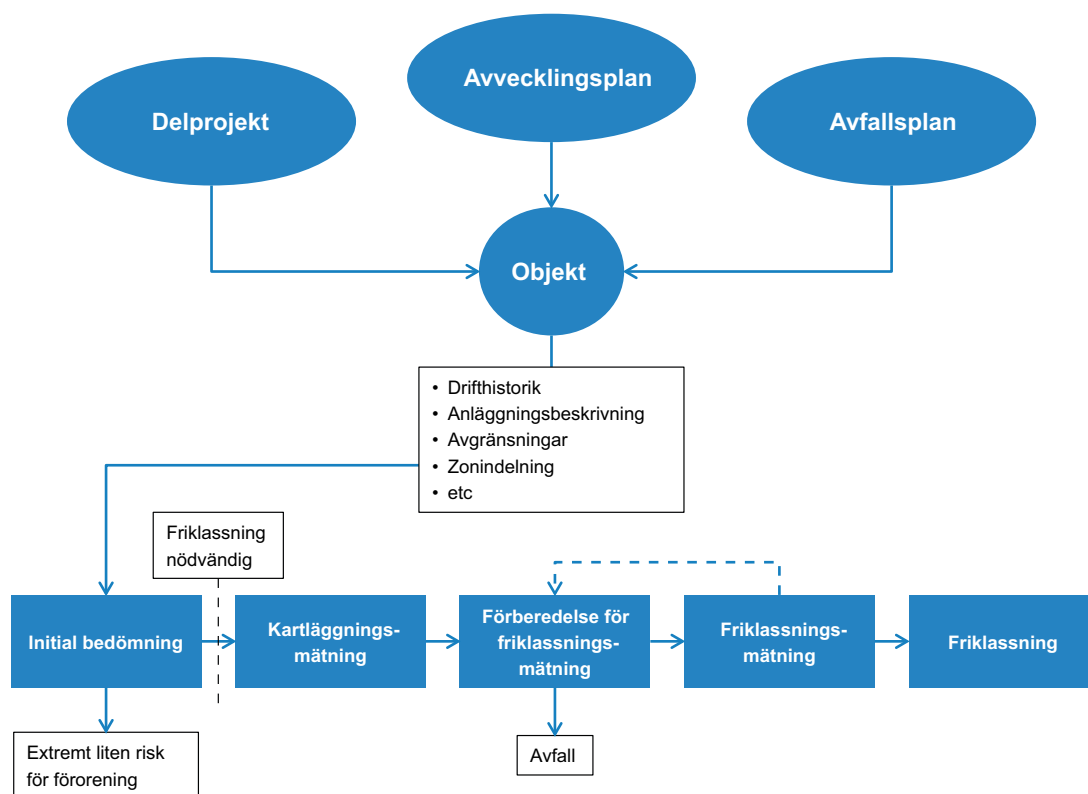 Avvecklingsplan
Delprojekt
Avfallsplan
Objekt
• Drifthistorik
• Anläggningsbeskrivning
• Avgränsningar
• Zonindelning
• etc
Friklassning
nödvändig
Initial bedömning
Kartläggnings-
mätning
Förberedelse för
friklassnings-
mätning
Friklassnings-
mätning
Friklassning
Extremt liten risk
för förorening
Avfall